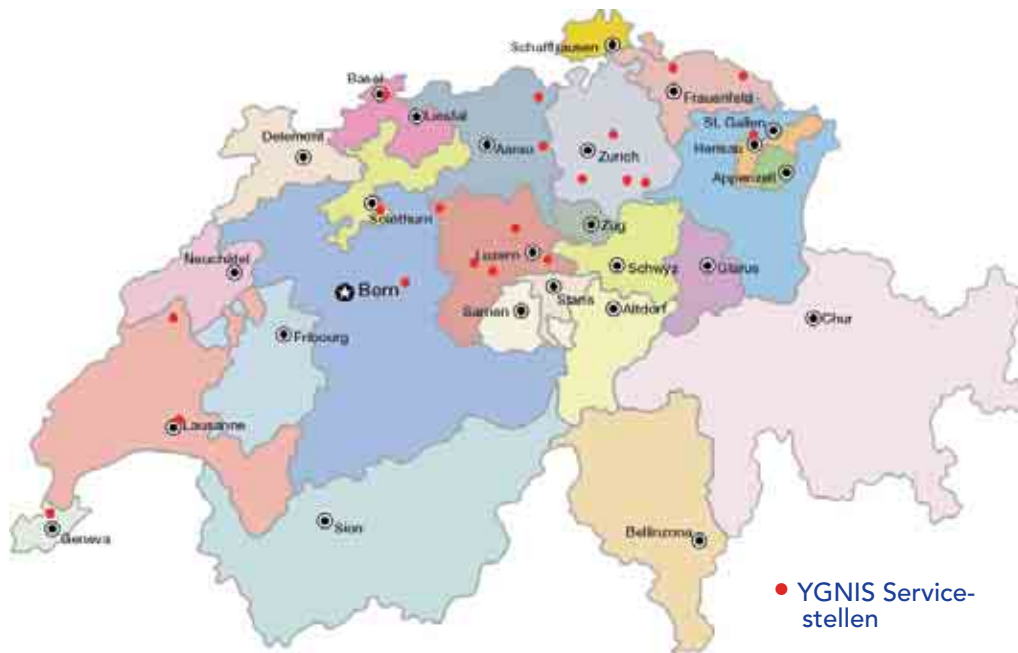 Schaffhausen
Basel
Liestal
Frauenfeld
Delemont
Aarau
Zurich
St. Gallen
Herisau
Appenzell
Solothurn
Zug
Neuchâtel
Luzern
Schwyz
Glarus
Born
Stans
Sarnen
Altdorf
Chur
Fribourg
Lausanne
Geneva
Sion
Bellinzona
YGNIS Service-
stellen